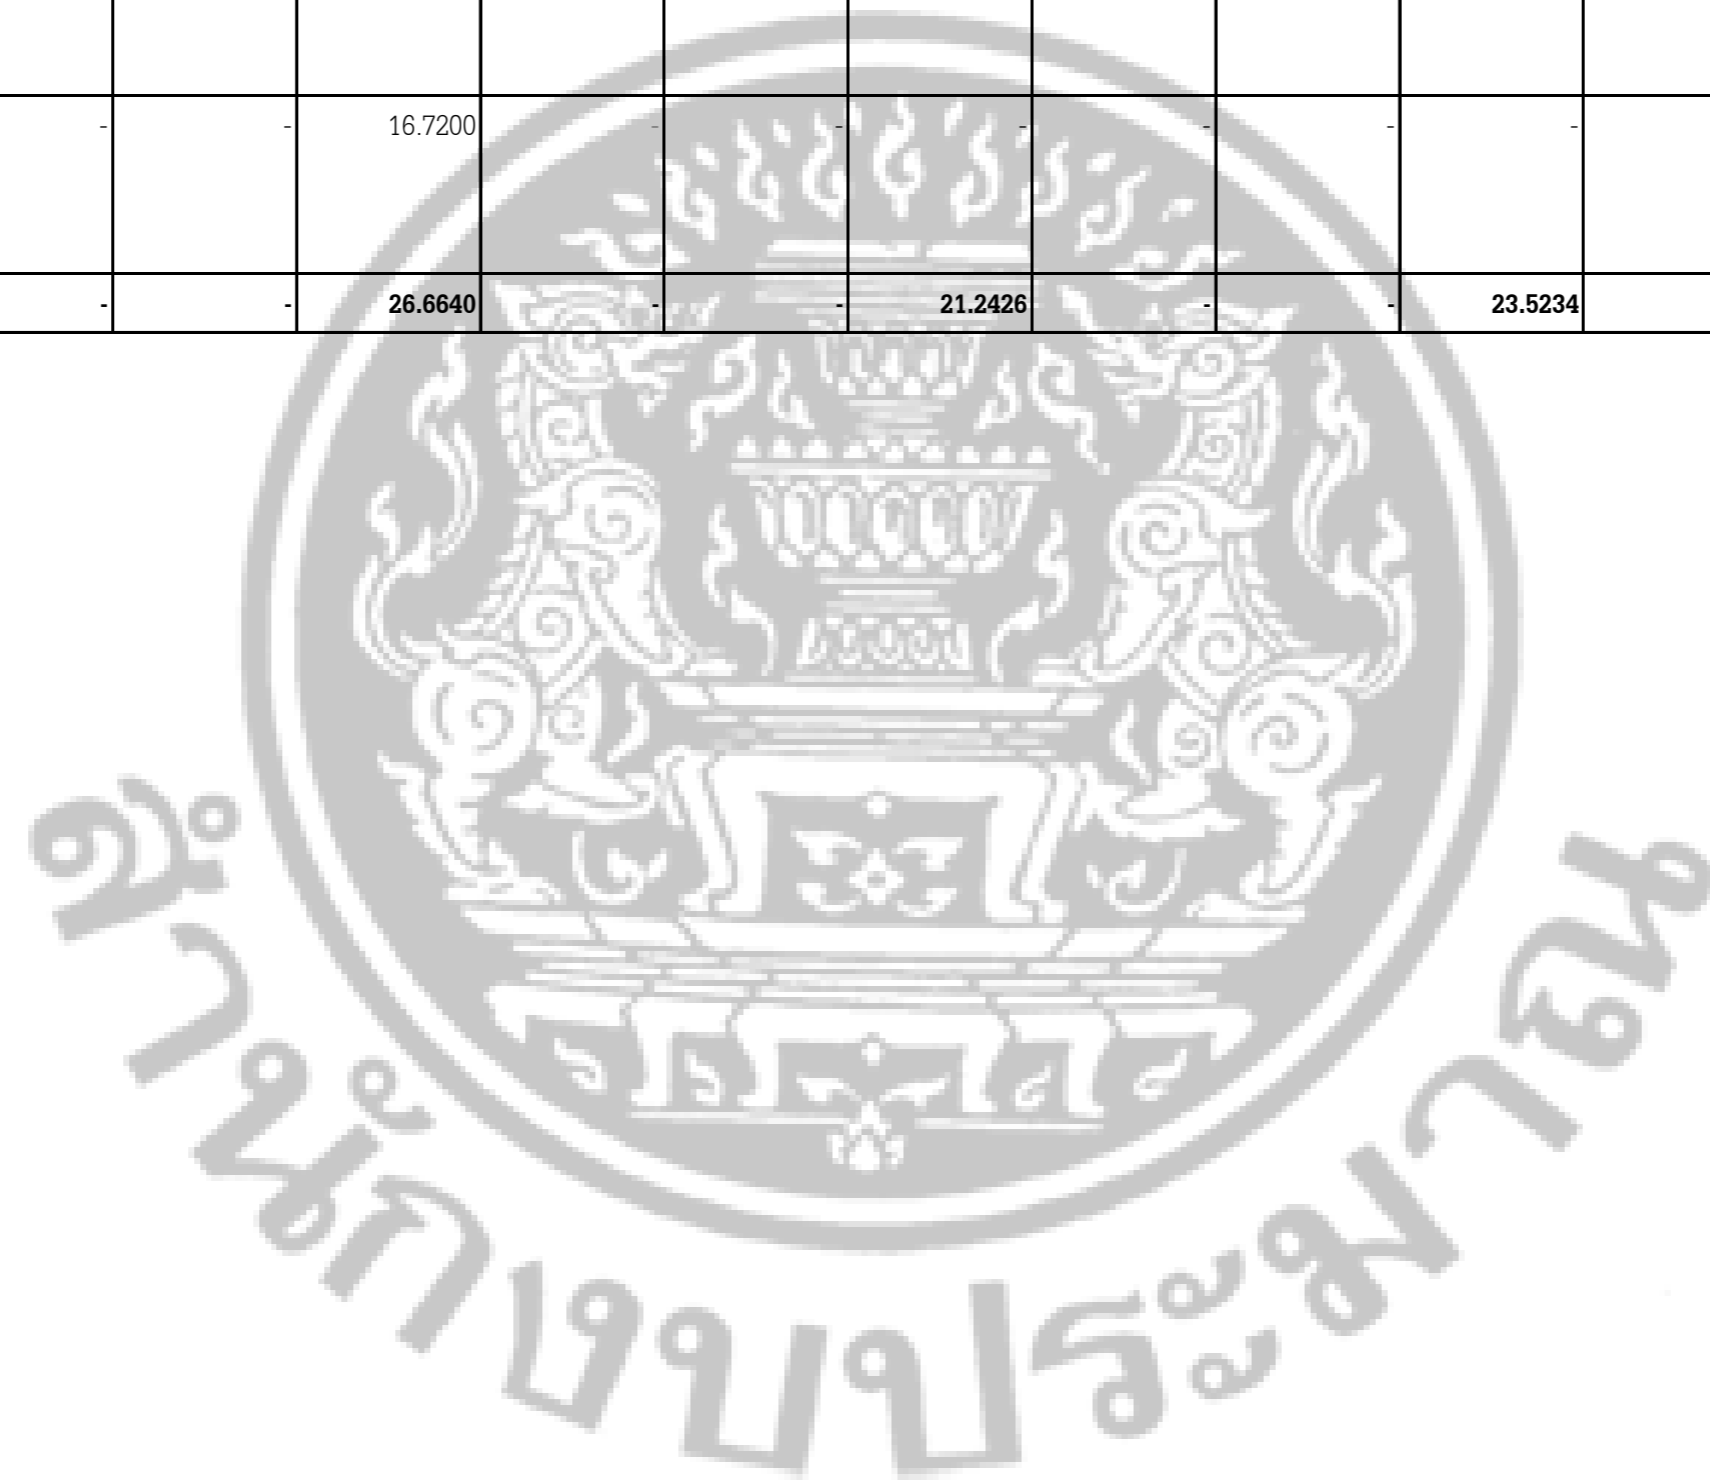 - - 16.7200 - - - - - -
- - 26.6640 - - 21.2426 - - 23.5234
สำนักงบประมาณ